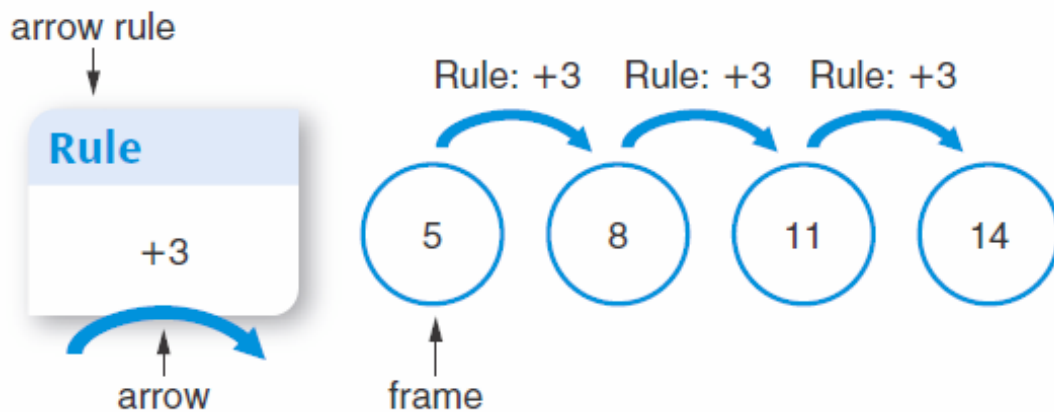 arrow rule
Rule
+3
arrow
Rule: +3 Rule: +3 Rule: +3
5 8 11 14
frame